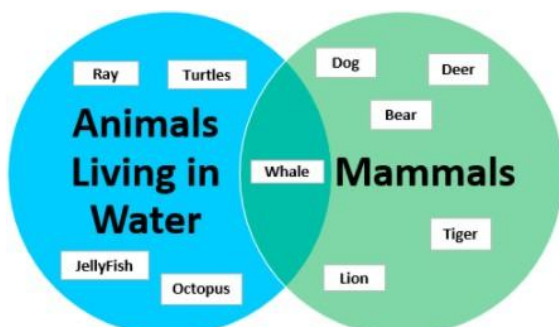 Ray
Turtles
Animals
Living in
Water
JellyFish
Octopus
Whale
Dog
Deer
Bear
Mammals
Tiger
Lion